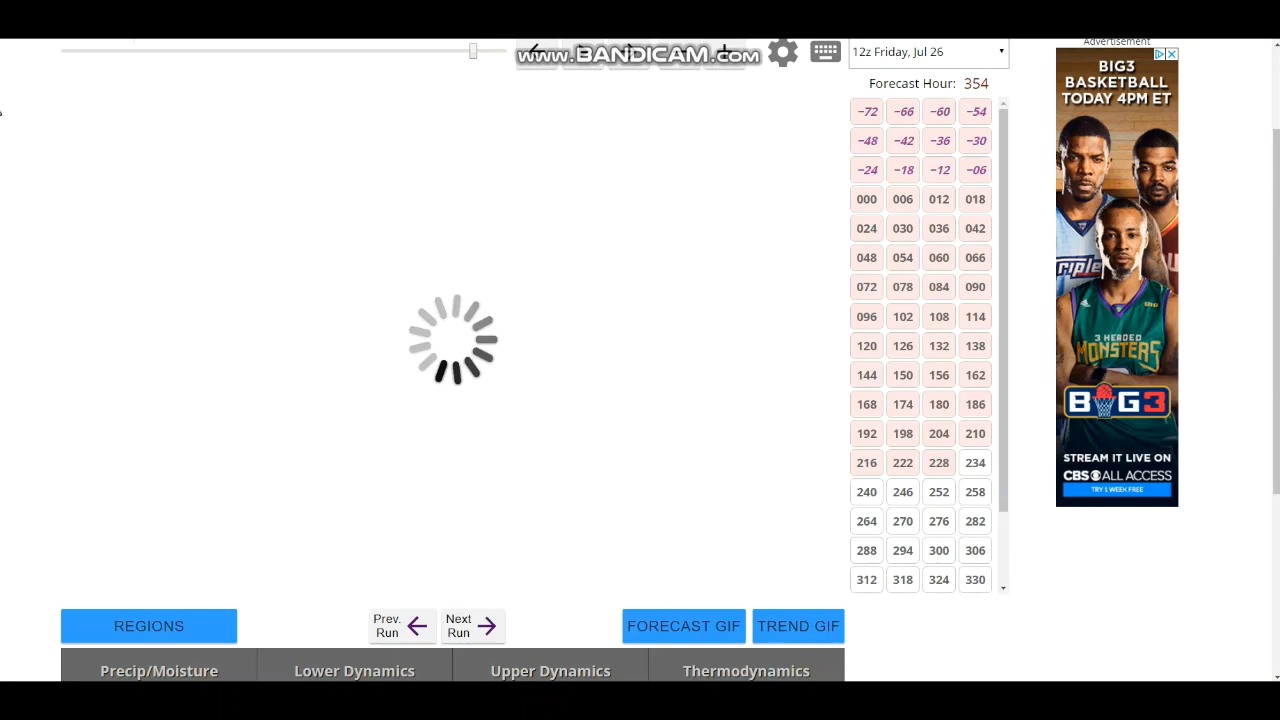 Advertisement
www.BANDICAM.com
12z Friday, Jul 26
Forecast Hour: 354
−72 −66 −60 −54
−48 −42 −36 −30
−24 −18 −12 −06
000 006 012 018
024 030 036 042
048 054 060 066
072 078 084 090
096 102 108 114
120 126 132 138
144 150 156 162
168 174 180 186
192 198 204 210
216 222 228 234
240 246 252 258
264 270 276 282
288 294 300 306
312 318 324 330
BIG3
BASKETBALL
TODAY 4PM ET
3 HEADED
MONSTERS
BIG3
STREAM IT LIVE ON
CBS ALL ACCESS
TRY 1 WEEK FREE
REGIONS
Prev.
Run
Next
Run
FORECAST GIF
TREND GIF
Precip/Moisture
Lower Dynamics
Upper Dynamics
Thermodynamics